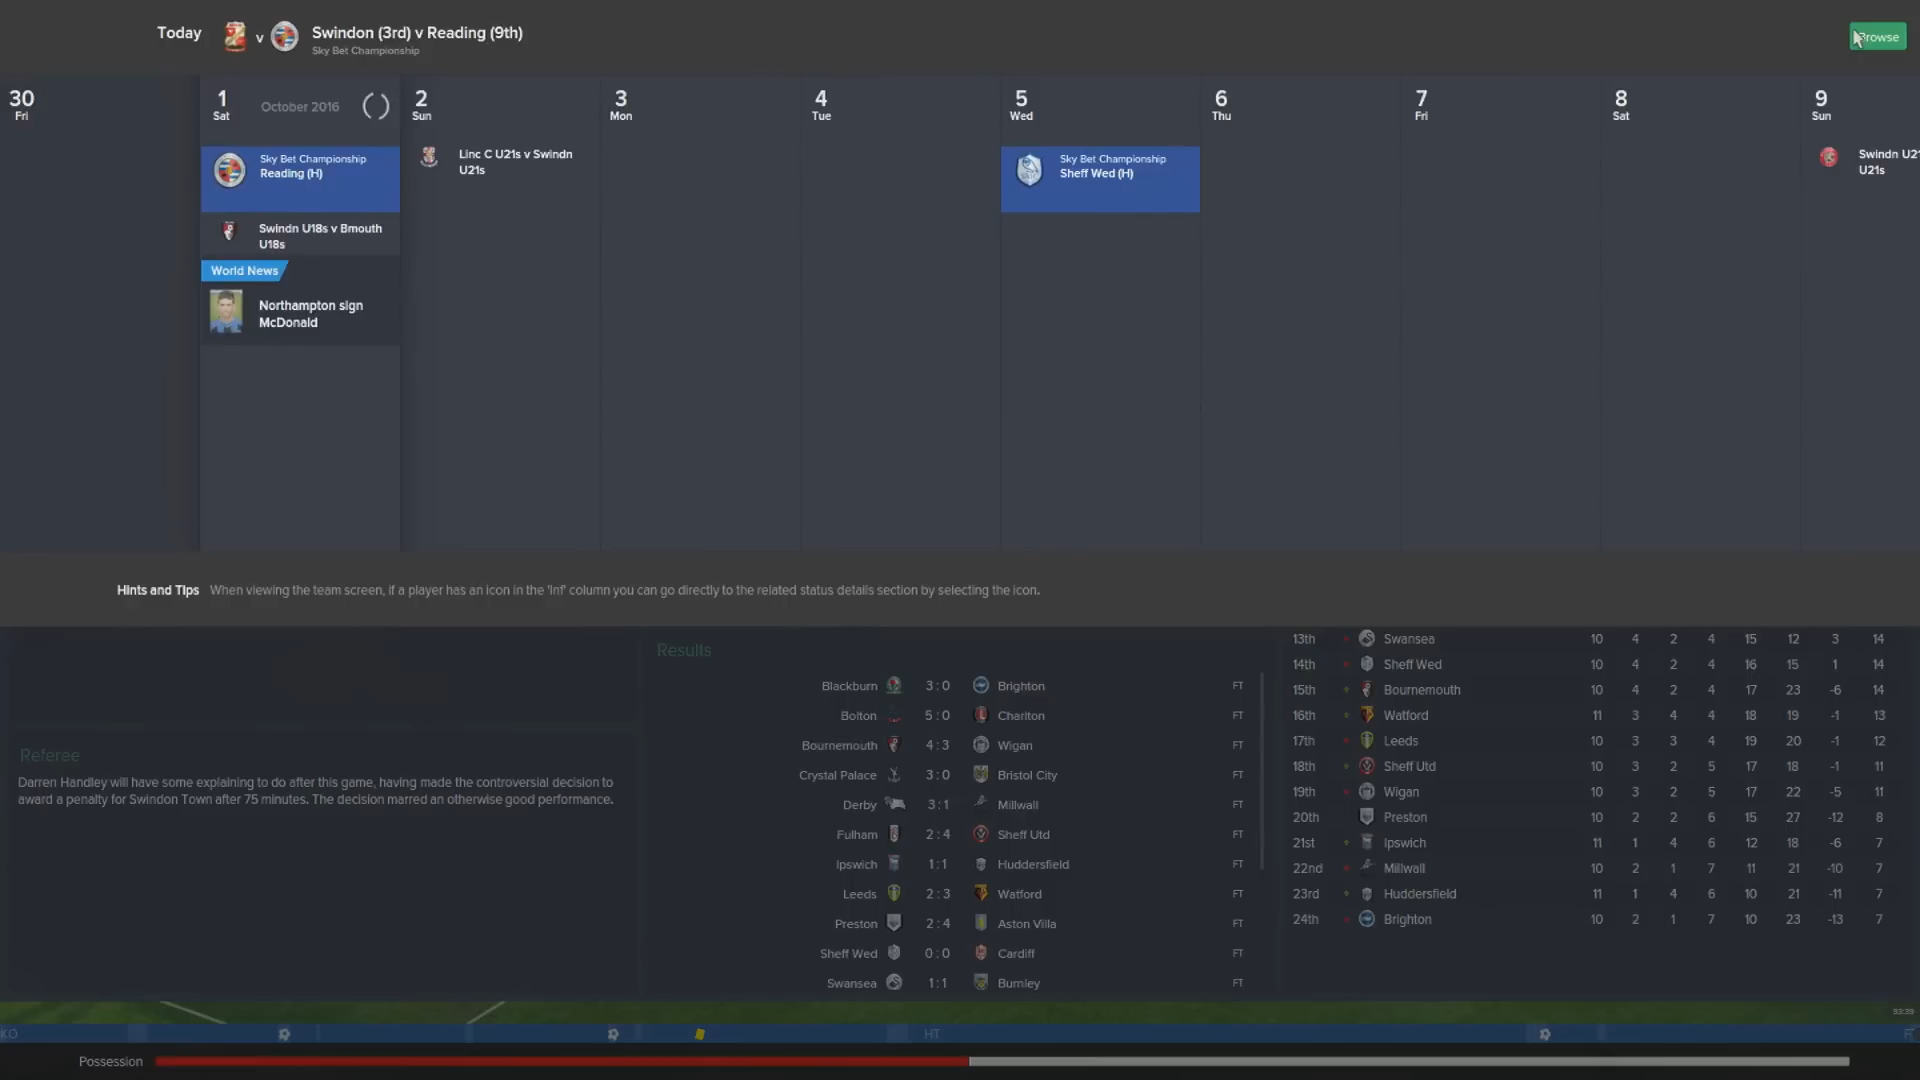 Today
v
Swindon (3rd) v Reading (9th)
Sky Bet Championship
Browse
30
Fri
1
Sat
October 2016
2
Sun
3
Mon
4
Tue
5
Wed
6
Thu
7
Fri
8
Sat
9
Sun
Sky Bet Championship
Reading (H)
Linc C U21s v Swindn
U21s
Sky Bet Championship
Sheff Wed (H)
Swindn U21
U21s
Swindn U18s v Bmouth
U18s
World News
Northampton sign
McDonald
Hints and Tips When viewing the team screen, if a player has an icon in the 'Inf' column you can go directly to the related status details section by selecting the icon.
Referee
Darren Handley will have some explaining to do after this game, having made the controversial decision to
award a penalty for Swindon Town after 75 minutes. The decision marred an otherwise good performance.
Results
Blackburn 3:0 Brighton FT
Bolton 5:0 Charlton FT
Bournemouth 4:3 Wigan FT
Crystal Palace 3:0 Bristol City FT
Derby 3:1 Millwall FT
Fulham 2:4 Sheff Utd FT
Ipswich 1:1 Huddersfield FT
Leeds 2:3 Watford FT
Preston 2:4 Aston Villa FT
Sheff Wed 0:0 Cardiff FT
Swansea 1:1 Burnley FT
13th Swansea 10 4 2 4 15 12 3 14
14th Sheff Wed 10 4 2 4 16 15 1 14
15th Bournemouth 10 4 2 4 17 23 -6 14
16th Watford 11 3 4 4 18 19 -1 13
17th Leeds 10 3 3 4 19 20 -1 12
18th Sheff Utd 10 3 2 5 17 18 -1 11
19th Wigan 10 3 2 5 17 22 -5 11
20th Preston 10 2 2 6 15 27 -12 8
21st Ipswich 11 1 4 6 12 18 -6 7
22nd Millwall 10 2 1 7 11 21 -10 7
23rd Huddersfield 11 1 4 6 10 21 -11 7
24th Brighton 10 2 1 7 10 23 -13 7
93:39
KO
HT
F
Possession